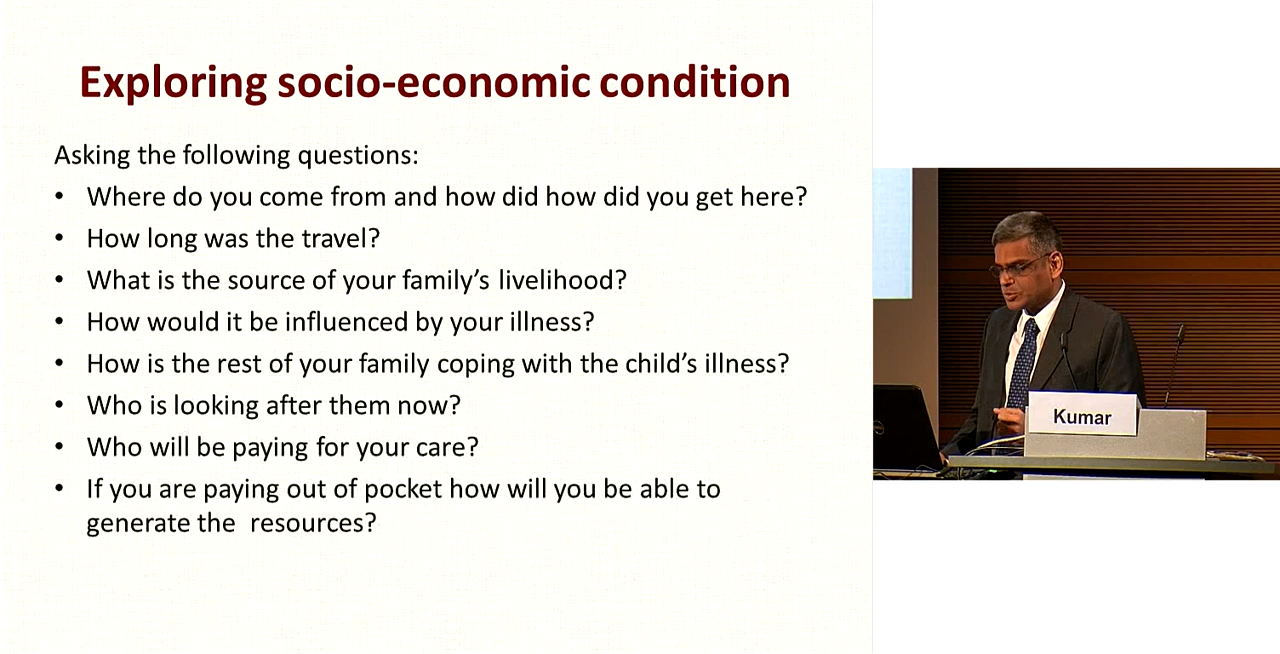 Exploring socio-economic condition
Asking the following questions:
• Where do you come from and how did how did you get here?
• How long was the travel?
• What is the source of your family’s livelihood?
• How would it be influenced by your illness?
• How is the rest of your family coping with the child’s illness?
• Who is looking after them now?
• Who will be paying for your care?
• If you are paying out of pocket how will you be able to
generate the resources?
Kumar